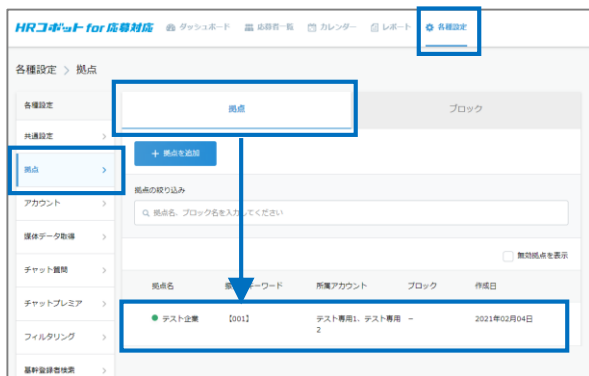 HRコボットfor応募対応 ダッシュボード 応募者一覧 カレンダー レポート 各種設定
各種設定 > 拠点
各種設定
共通設定
拠点
アカウント
媒体データ取得
チャット質問
チャットプレミア
フィルタリング
基幹登録者検索
拠点 ブロック
+ 拠点を追加
拠点の絞り込み
拠点名、ブロック名を入力してください
無効拠点を表示
拠点名 キーワード 所属アカウント ブロック 作成日
テスト企業 【001】 テスト専用1、テスト専用 − 2021年02月04日
2